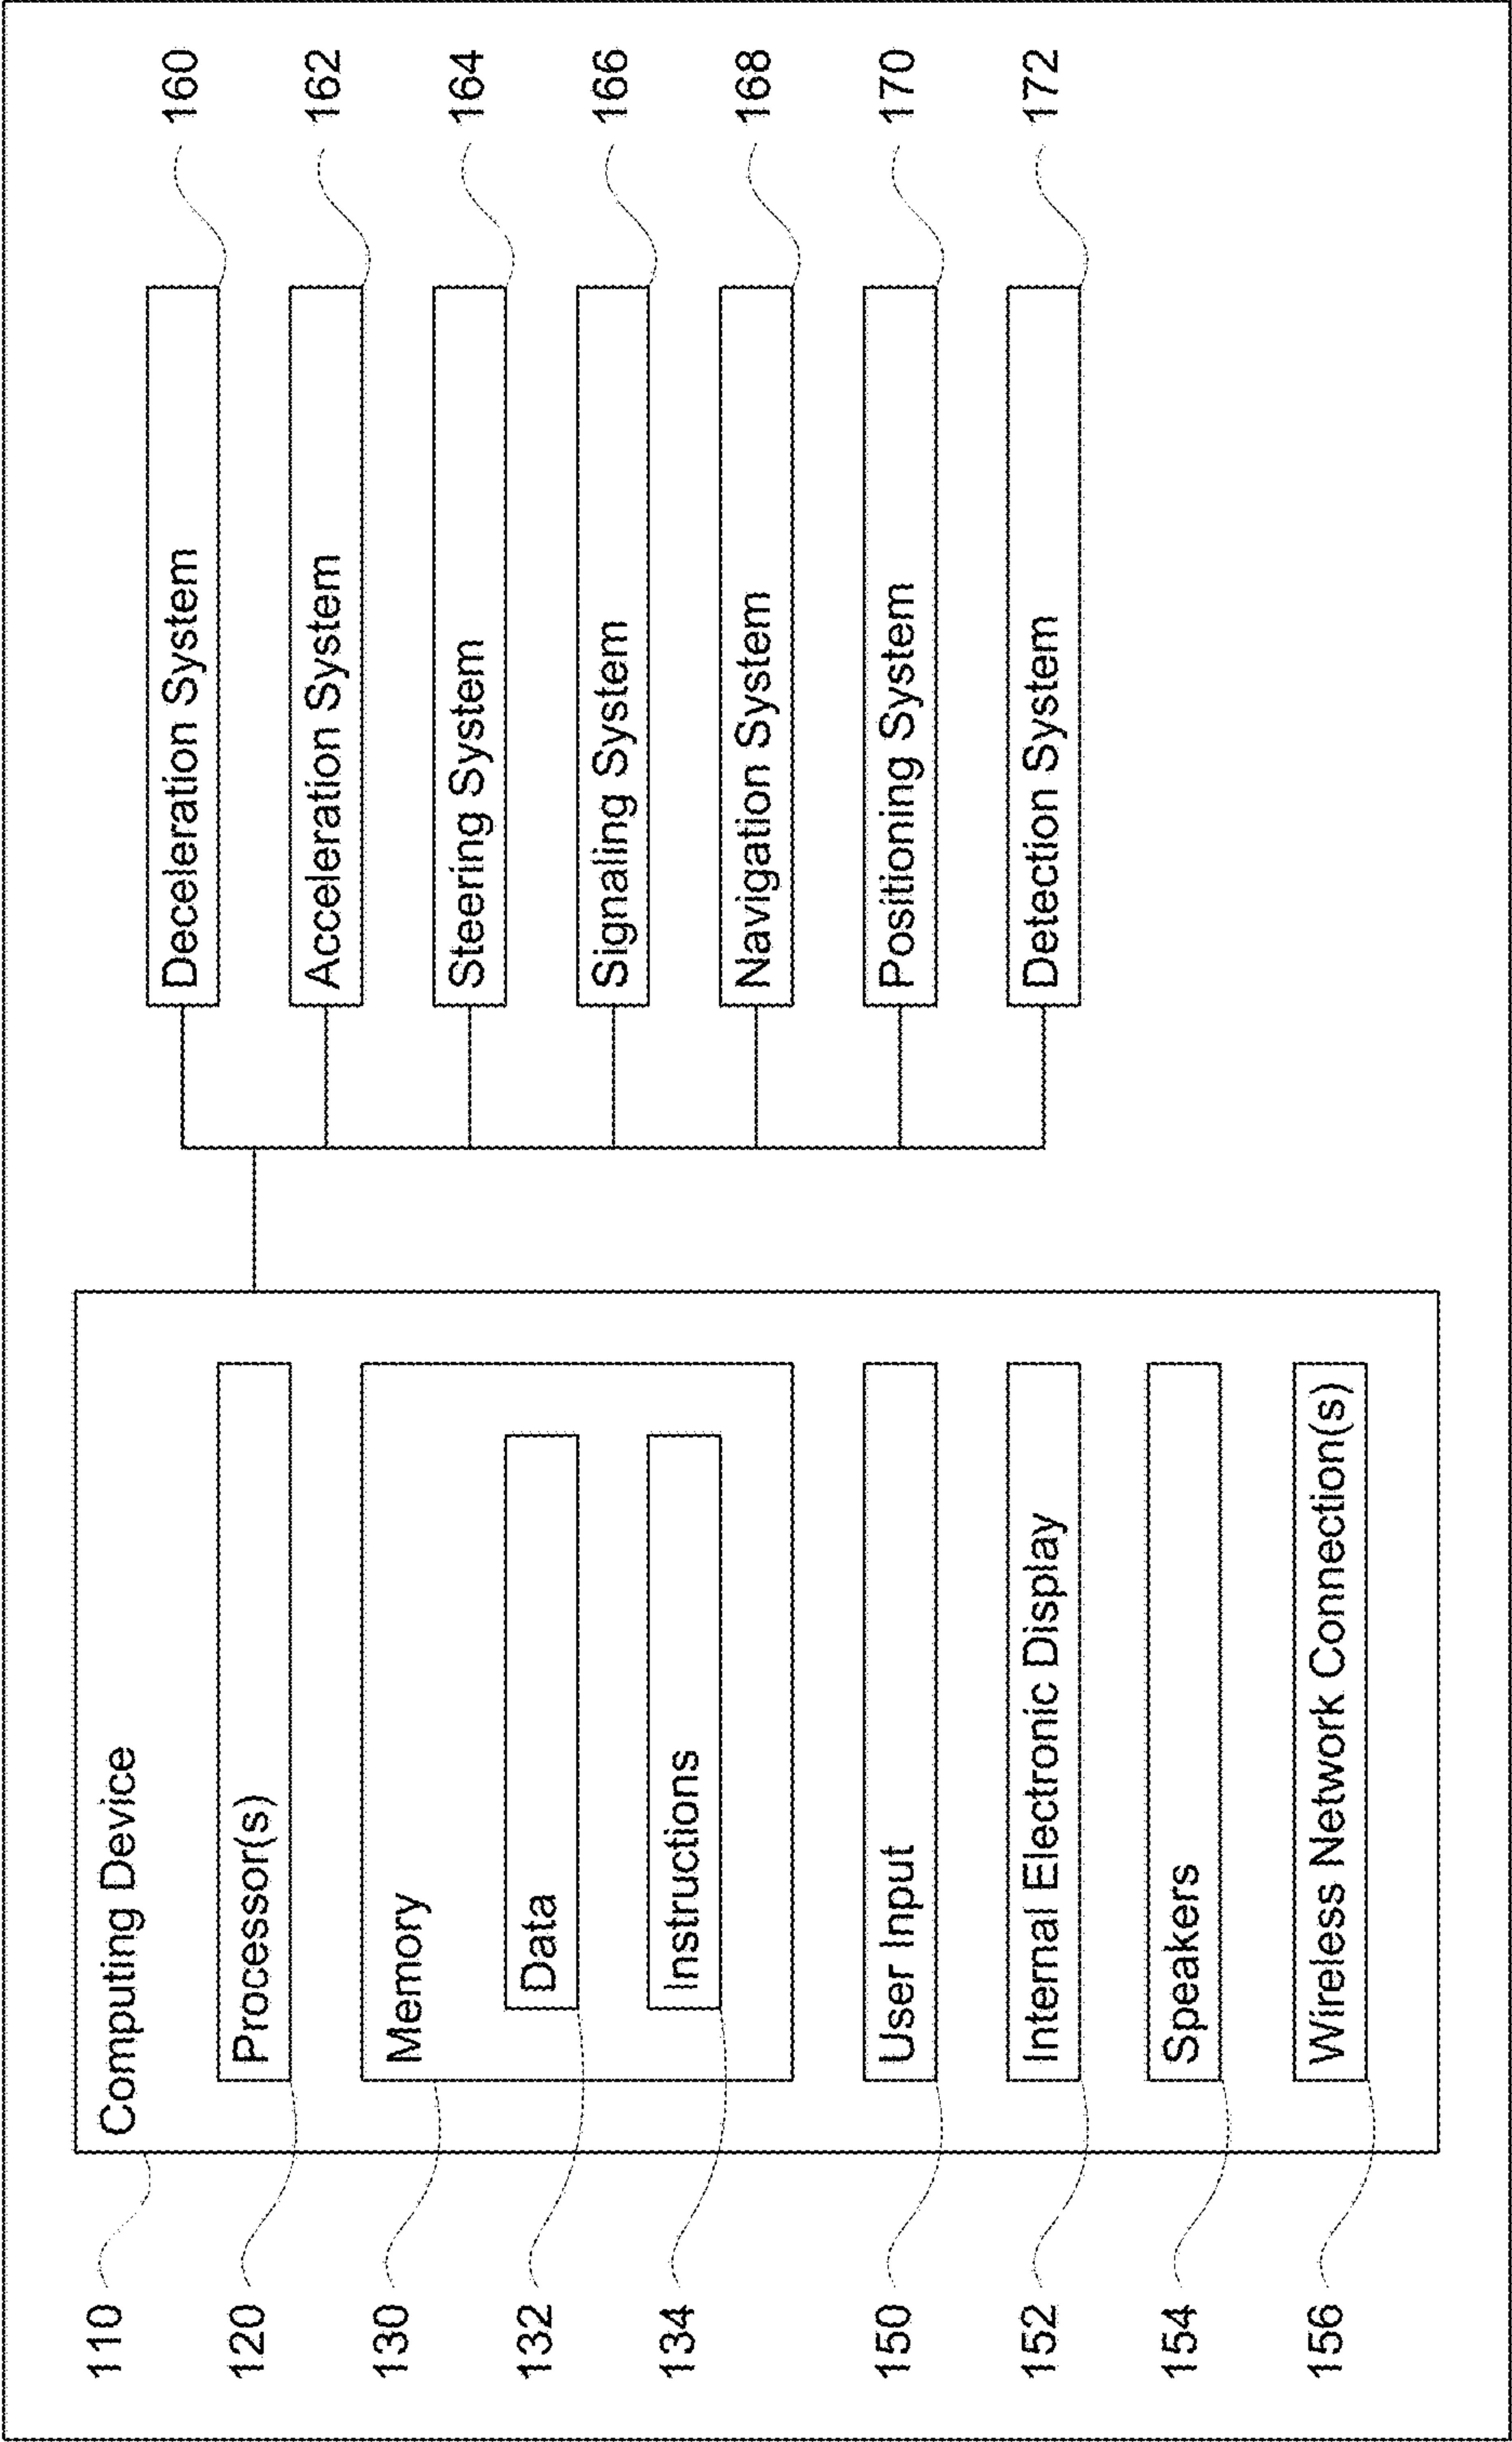 110
Computing Device
120
Processor(s)
130
Memory
132
Data
134
Instructions
150
User Input
152
Internal Electronic Display
154
Speakers
156
Wireless Network Connection(s)
Deceleration System
160
Acceleration System
162
Steering System
164
Signaling System
166
Navigation System
168
Positioning System
170
Detection System
172